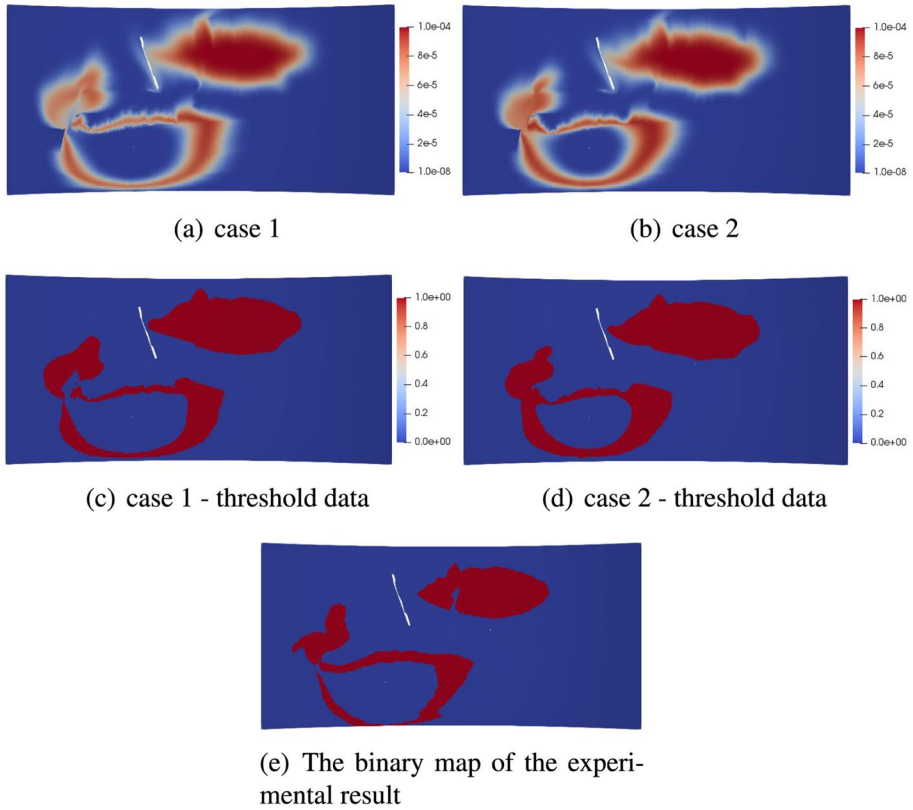 1.0e-04
8e-5
6e-5
4e-5
2e-5
1.0e-08
1.0e-04
8e-5
6e-5
4e-5
2e-5
1.0e-08
(a) case 1
(b) case 2
1.0e+00
0.8
0.6
0.4
0.2
0.0e+00
1.0e+00
0.8
0.6
0.4
0.2
0.0e+00
(c) case 1 - threshold data
(d) case 2 - threshold data
(e) The binary map of the experi-
mental result